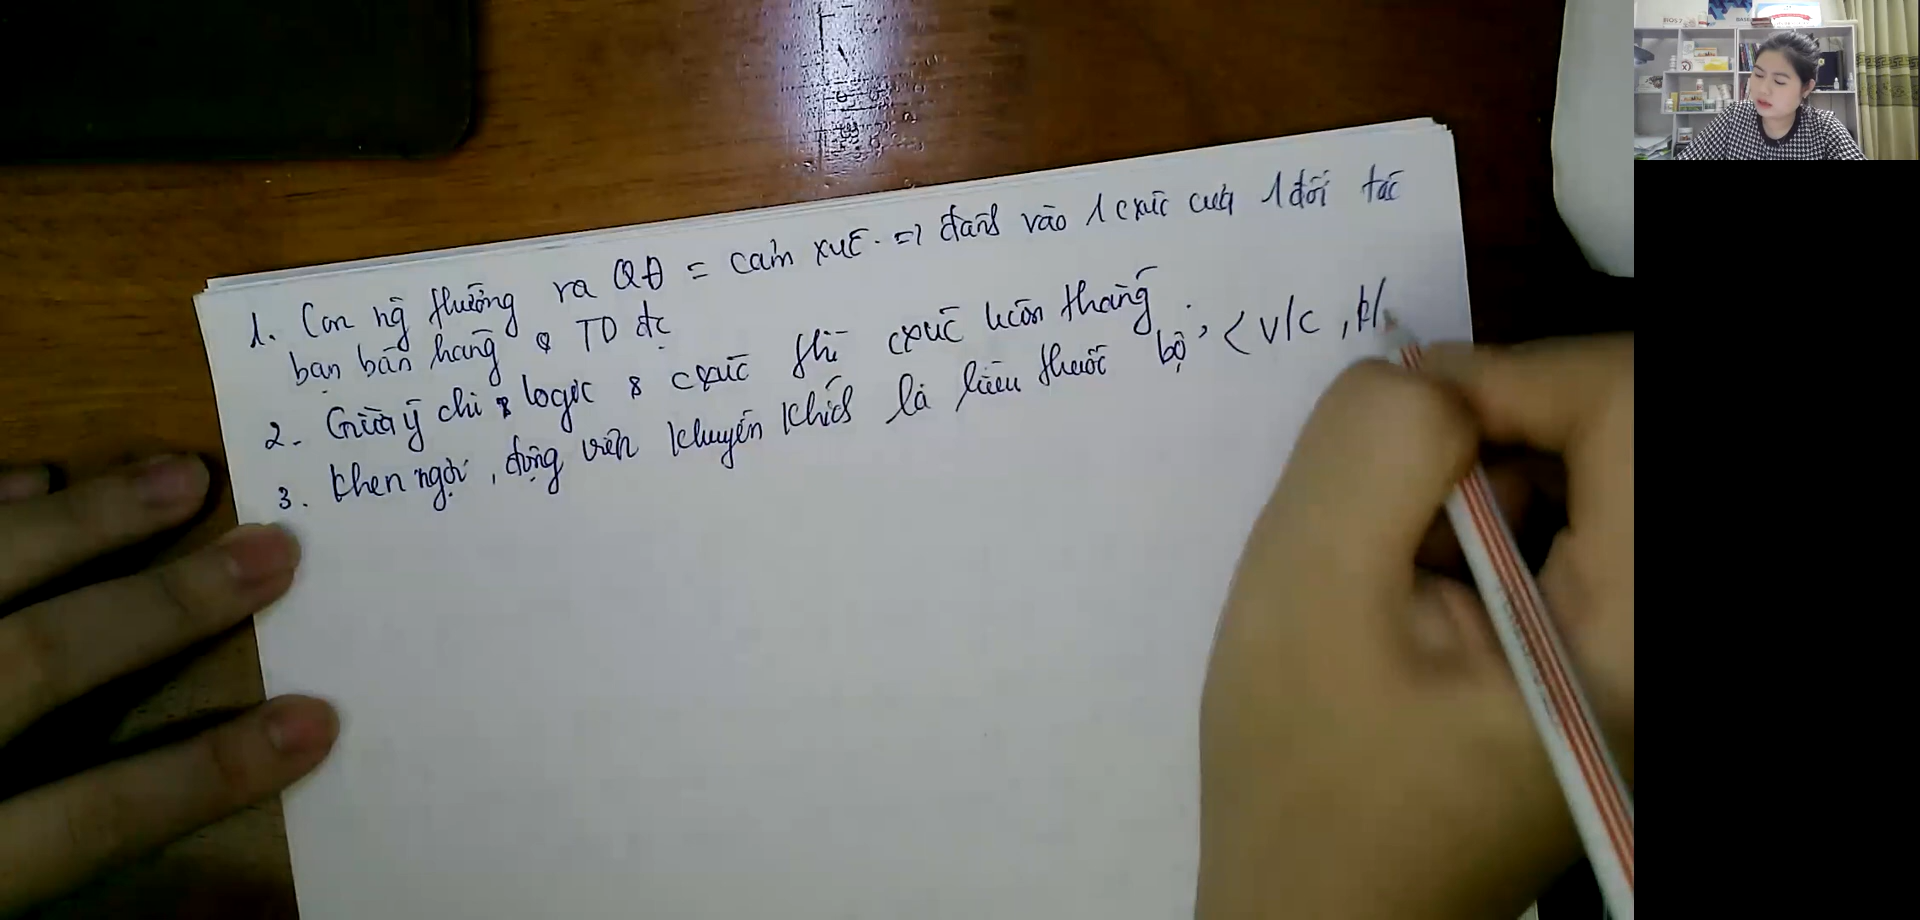 1. Con ng̃ thường ra QĐ = cảm xúc. => đánh vào 1 cxúc cuả 1 đối tác
bạn bán hàng & TD đc
2. Giữa ý chí & logic & cxúc thì cxúc luôn thắng.
3. khen ngợi, động viên khuyến khích là liều thuốc bộ, < v/c, b/